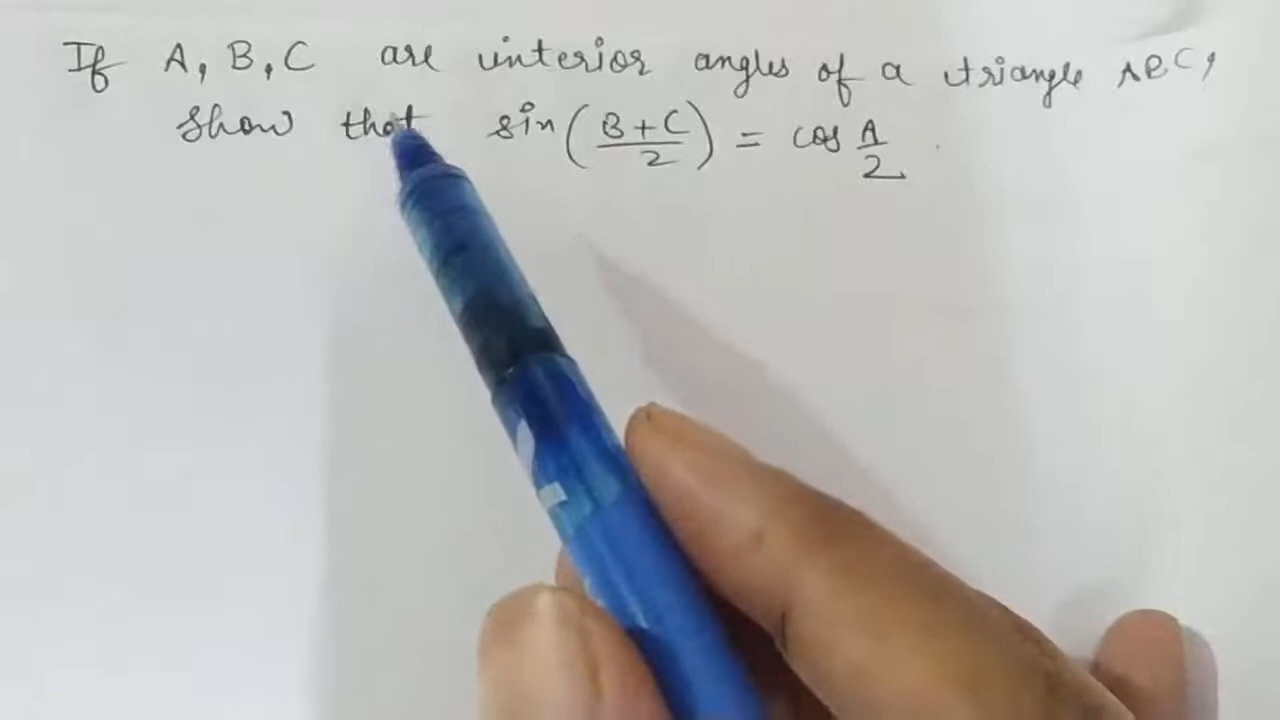 If A, B, C are interior angles of a triangle ABC,
show that sin(B+C/2) = cos A/2